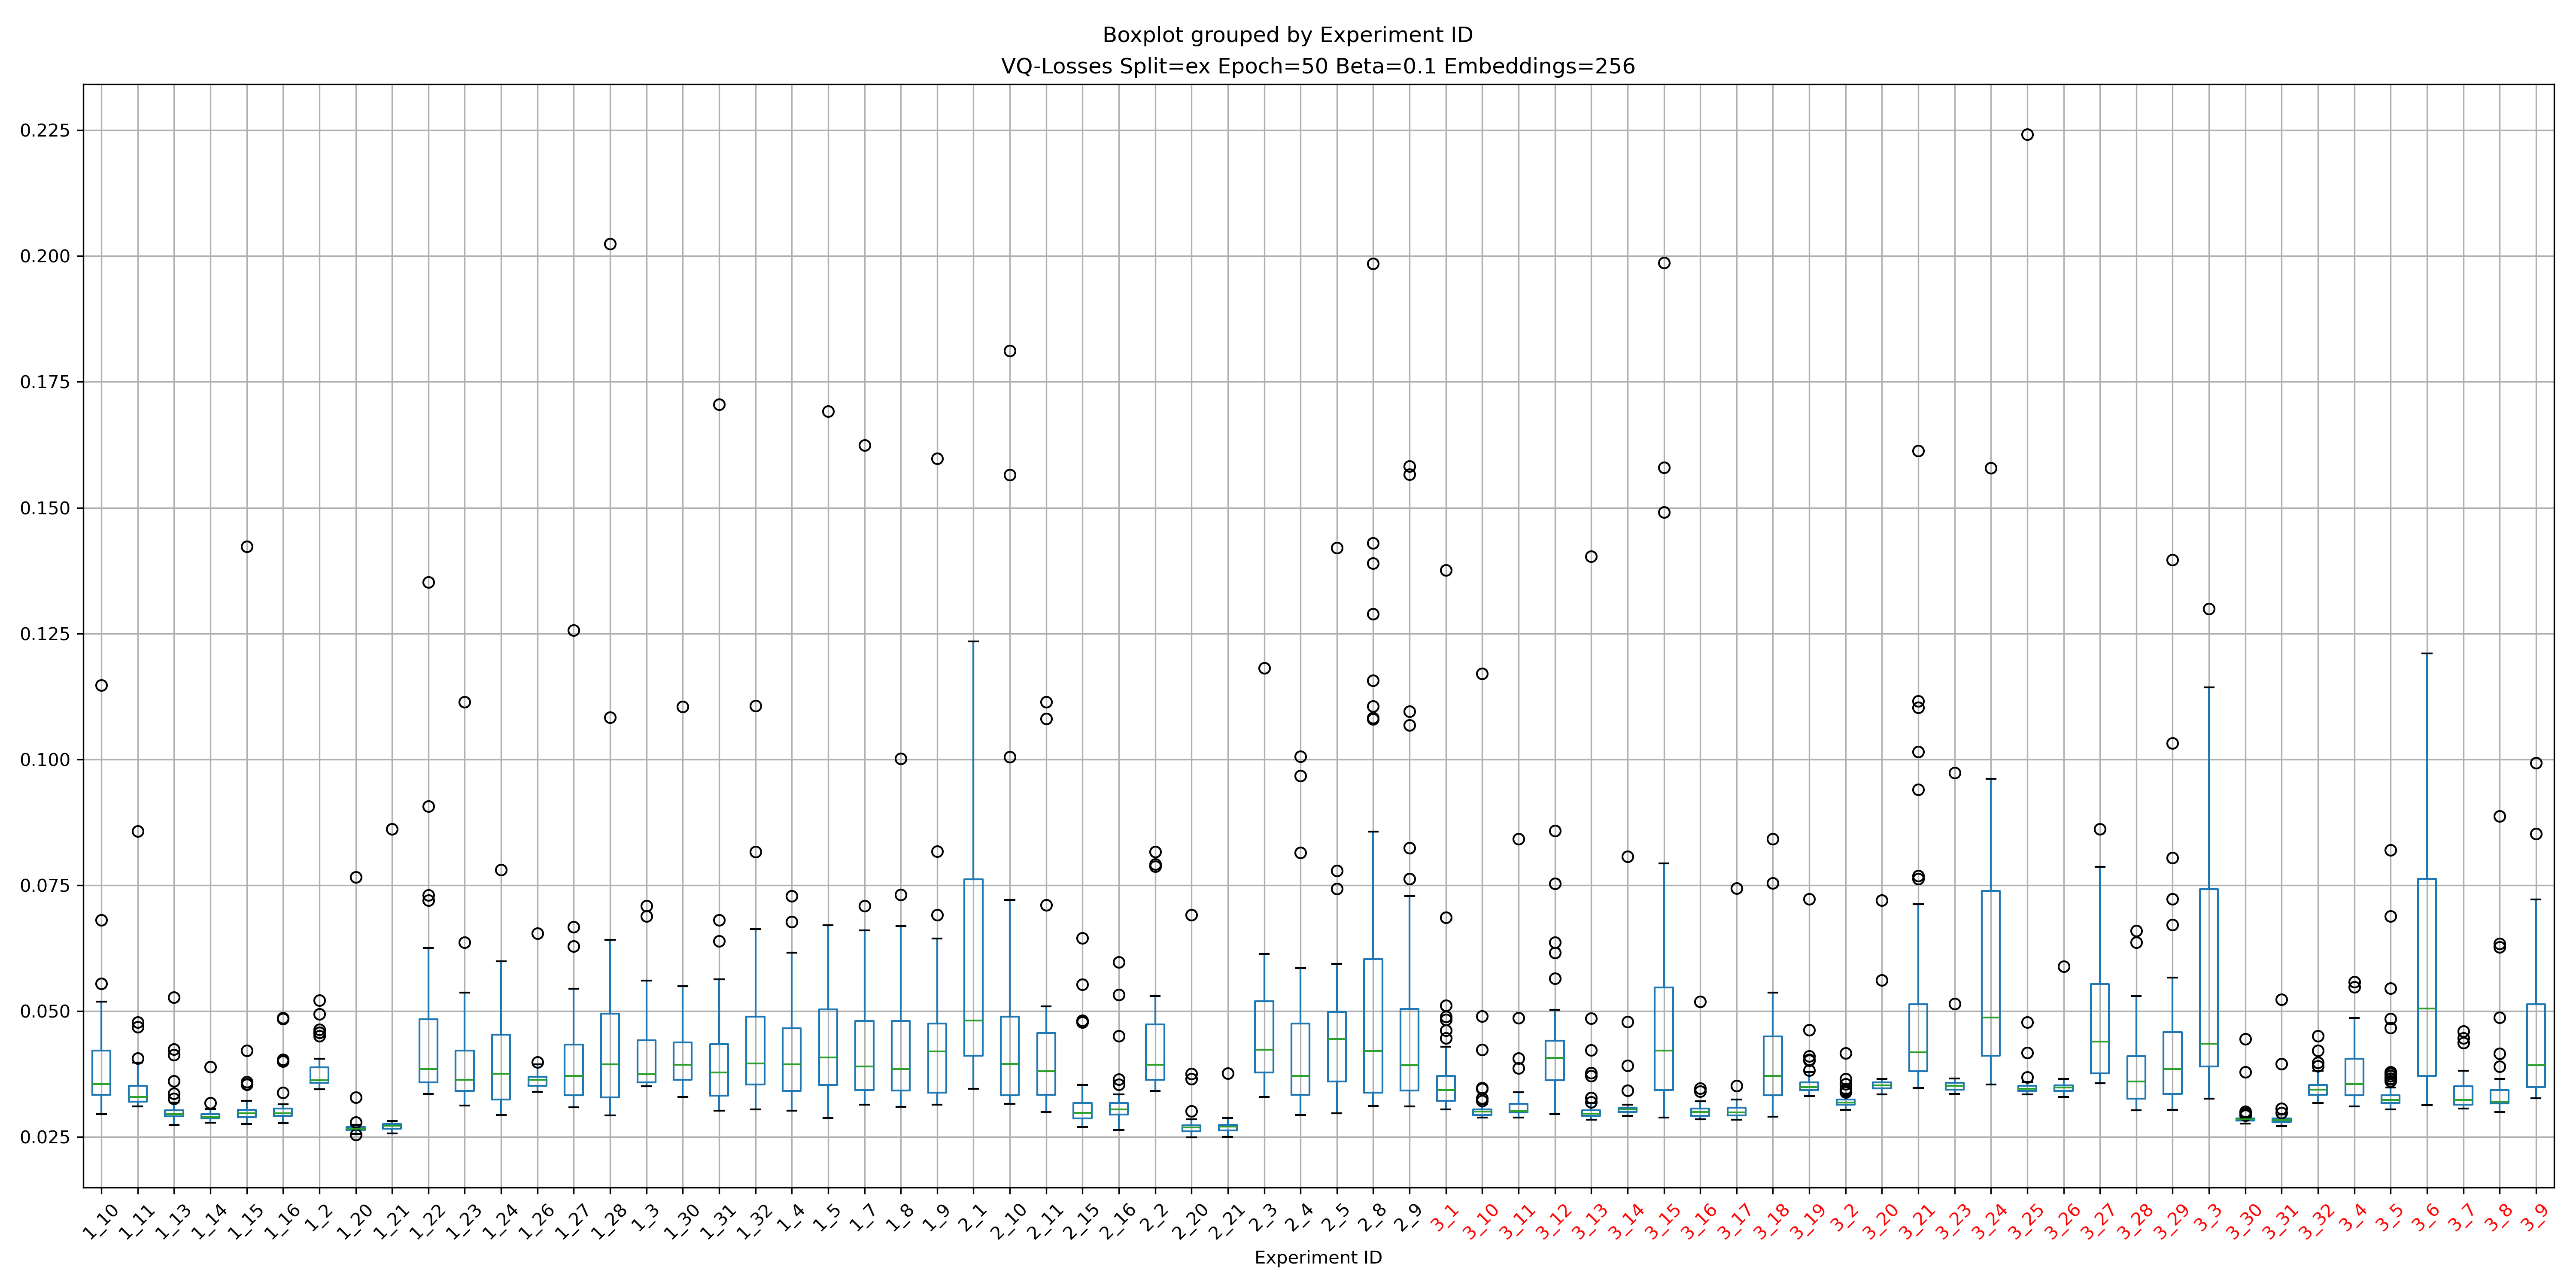 Boxplot grouped by Experiment ID
VQ-Losses Split=ex Epoch=50 Beta=0.1 Embeddings=256
0.225
0.200
0.175
0.150
0.125
0.100
0.075
0.050
0.025
1_10 1_11 1_13 1_14 1_15 1_16 1_2 1_20 1_21 1_22 1_23 1_24 1_26 1_27 1_28 1_3 1_30 1_31 1_32 1_4 1_5 1_7 1_8 1_9 2_1 2_10 2_11 2_15 2_16 2_2 2_20 2_21 2_3 2_4 2_5 2_8 2_9 3_1 3_10 3_11 3_12 3_13 3_14 3_15 3_16 3_17 3_18 3_19 3_2 3_20 3_21 3_23 3_24 3_25 3_26 3_27 3_28 3_29 3_3 3_30 3_31 3_32 3_4 3_5 3_6 3_7 3_8 3_9
Experiment ID